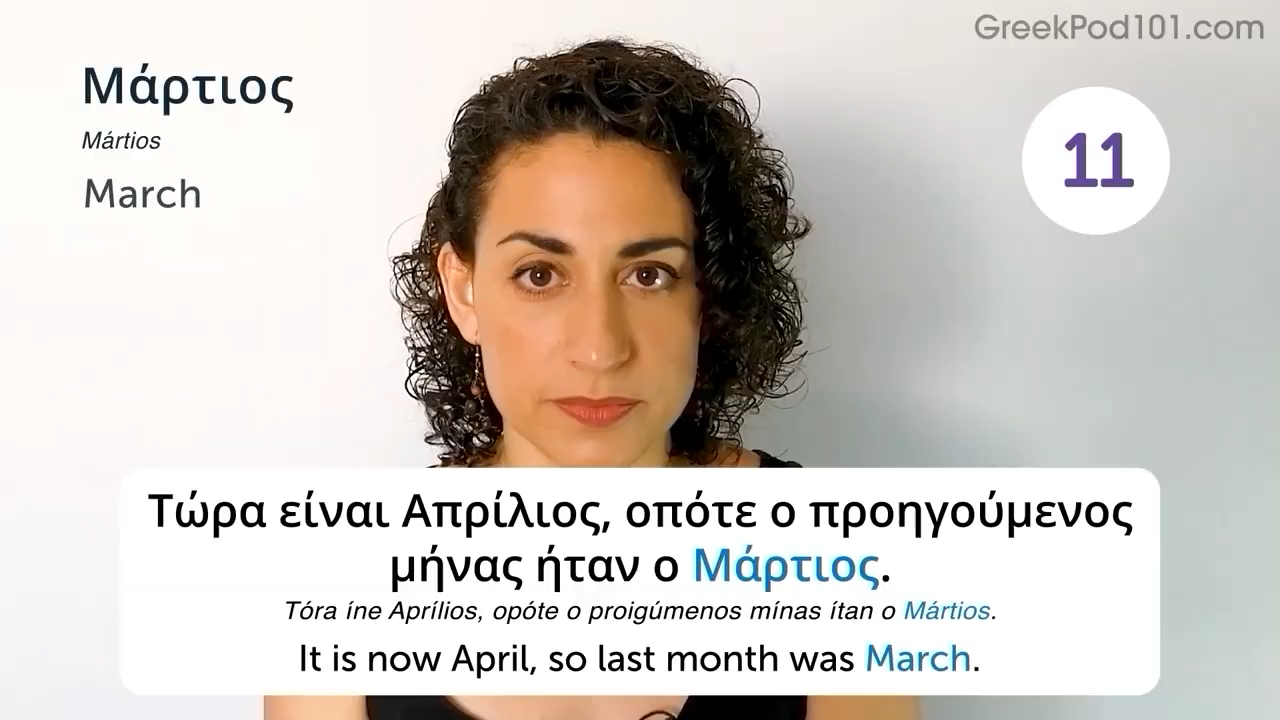 GreekPod101.com
Μάρτιος
Mártios
March
11
Τώρα είναι Απρίλιος, οπότε ο προηγούμενος
μήνας ήταν ο Μάρτιος.
Tóra íne Aprílios, opóte o proigúmenos mínas ítan o Mártios.
It is now April, so last month was March.